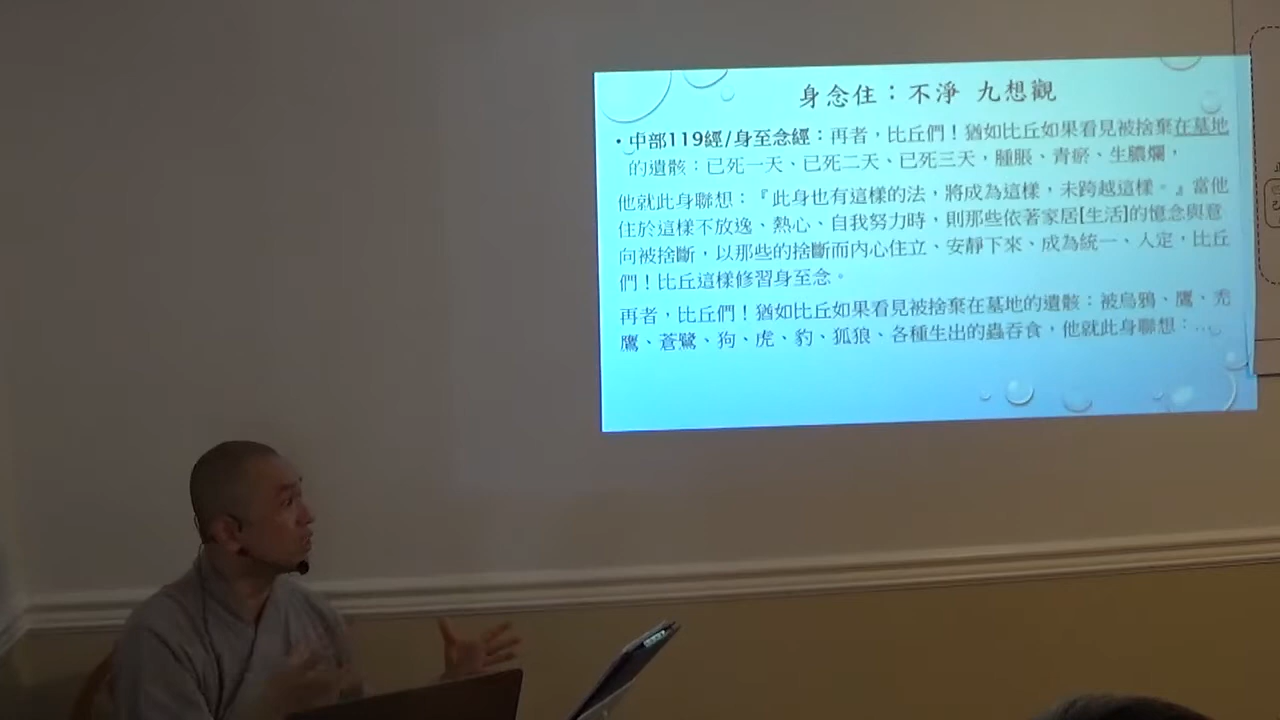 身念住：不淨 九想觀
• 中部119經/身至念經：再者，比丘們！猶如比丘如果看見被捨棄在墓地
的遺骸：已死一天、已死二天、已死三天，腫脹、青瘀、生膿爛，
他就此身聯想：『此身也有這樣的法，將成為這樣，未跨越這樣。』當他
住於這樣不放逸、熱心、自我努力時，則那些依著家居[生活]的憶念與意
向被捨斷，以那些的捨斷而內心住立、安靜下來、成為統一、入定，比丘
們！比丘這樣修習身至念。
再者，比丘們！猶如比丘如果看見被捨棄在墓地的遺骸：被烏鴉、鷹、禿
鷹、蒼鷺、狗、虎、豹、狐狼、各種生出的蟲吞食，他就此身聯想：…